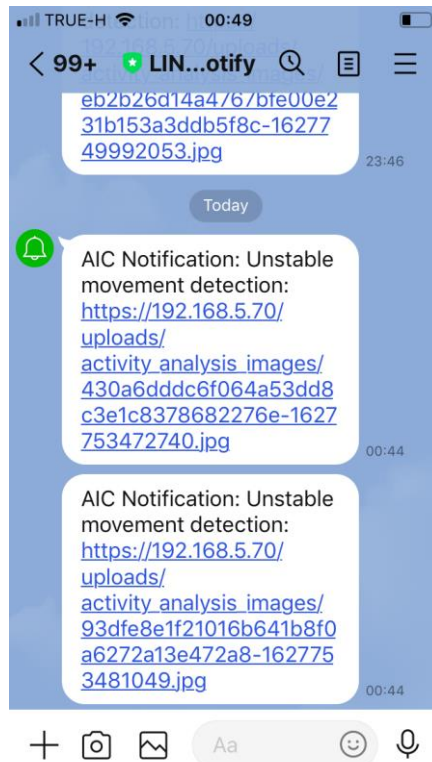 TRUE-H 00:49
99+ LIN...otify
eb2b26d14a4767bfe00e2
31b153a3ddb5f8c-16277
49992053.jpg
23:46
Today
AIC Notification: Unstable
movement detection:
https://192.168.5.70/
uploads/
activity_analysis_images/
430a6dddc6f064a53dd8
c3e1c8378682276e-1627
753472740.jpg
00:44
AIC Notification: Unstable
movement detection:
https://192.168.5.70/
uploads/
activity_analysis_images/
93dfe8e1f21016b641b8f0
a6272a13e472a8-162775
3481049.jpg
00:44
Aa